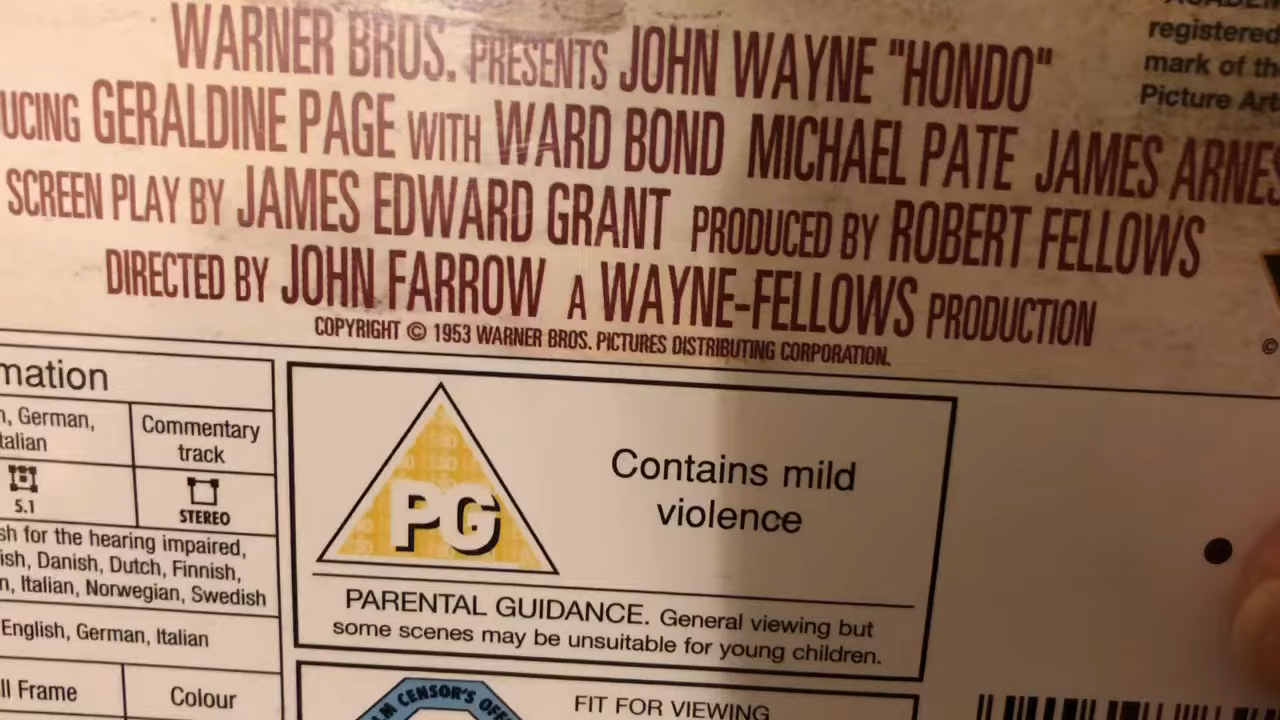 WARNER BROS. PRESENTS JOHN WAYNE "HONDO"
UCING GERALDINE PAGE WITH WARD BOND MICHAEL PATE JAMES ARNES
SCREEN PLAY BY JAMES EDWARD GRANT PRODUCED BY ROBERT FELLOWS
DIRECTED BY JOHN FARROW A WAYNE-FELLOWS PRODUCTION
COPYRIGHT © 1953 WARNER BROS. PICTURES DISTRIBUTING CORPORATION.
registered
mark of th
Picture Art
©
mation
n, German,
talian
Commentary
track
5.1
STEREO
sh for the hearing impaired,
ish, Danish, Dutch, Finnish,
n, Italian, Norwegian, Swedish
English, German, Italian
ll Frame
Colour
PG
Contains mild
violence
PARENTAL GUIDANCE. General viewing but
some scenes may be unsuitable for young children.
M CENSOR'S OFF
FIT FOR VIEWING